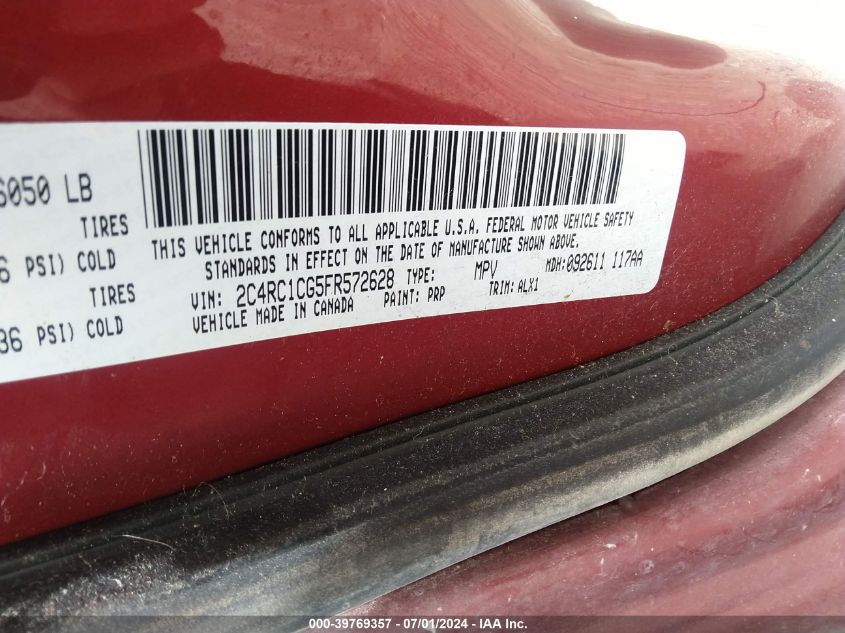 6050 LB
TIRES
6 PSI) COLD
36 PSI) COLD
THIS VEHICLE CONFORMS TO ALL APPLICABLE U.S.A. FEDERAL MOTOR VEHICLE SAFETY
STANDARDS IN EFFECT ON THE DATE OF MANUFACTURE SHOWN ABOVE.
VIN: 2C4RC1CG5FR572628 TYPE: MPV MDH:092611 117AA
VEHICLE MADE IN CANADA PAINT: PRP TRIM: ALX1
000-39769357 - 07/01/2024 - IAA Inc.